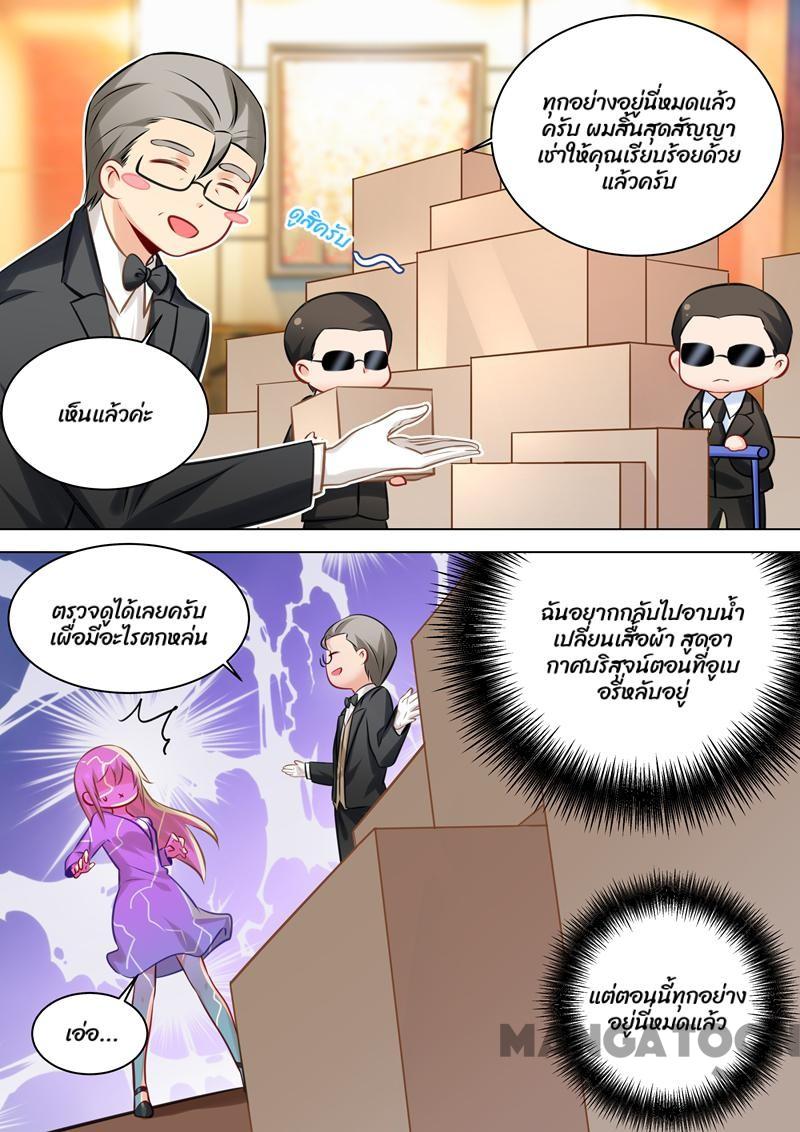 ทุกอย่างอยู่นี่หมดแล้ว
ครับ ผมสิ้นสุดสัญญา
เช่าให้คุณเรียบร้อยด้วย
แล้วครับ
ดูสิครับ
เห็นแล้วค่ะ
ตรวจดูได้เลยครับ
เผื่อมีอะไรตกหล่น
ฉันอยากกลับไปอาบน้ำ
เปลี่ยนเสื้อผ้า สูดอา
กาศบริสุจน์ตอนที่อูเบ
อรี่หลับอยู่
เอ่อ...
แต่ตอนนี้ทุกอย่าง
อยู่นี่หมดแล้ว
MANGATOON